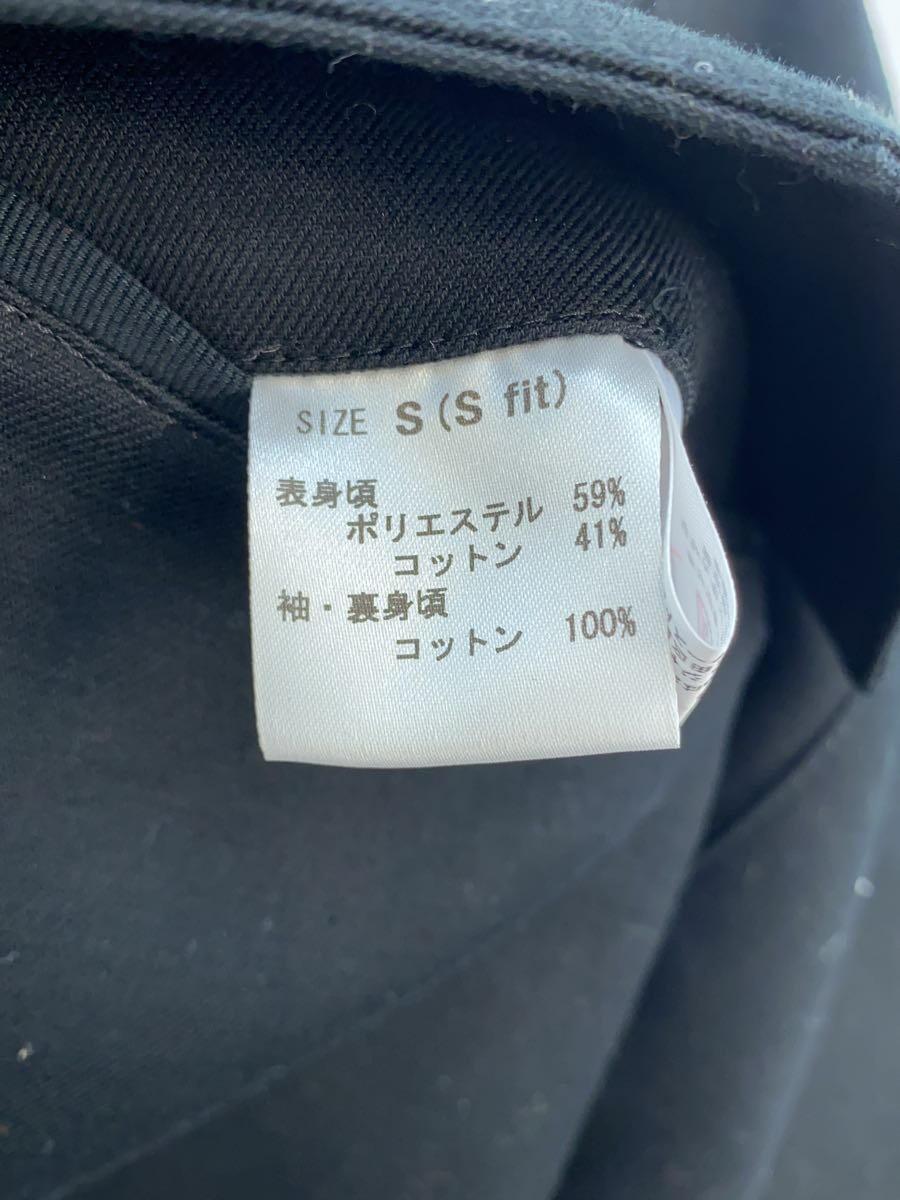 SIZE S (S fit)
表身頃
ポリエステル 59%
コットン 41%
袖・裏身頃
コットン 100%